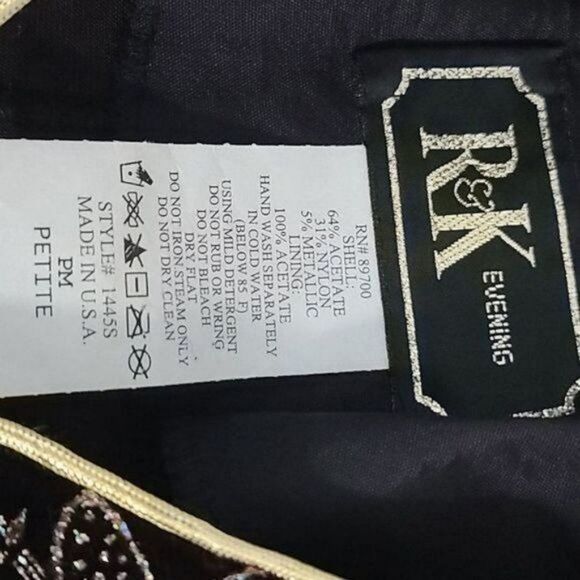 R&K
EVENING
RN# 89700
SHELL:
64% ACETATE
31% NYLON
5% METALLIC
LINING:
100% ACETATE
HAND WASH SEPARATELY
IN COLD WATER
(BELOW 85 F)
USING MILD DETERGENT
DO NOT RUB OR WRING
DO NOT BLEACH
DRY FLAT
DO NOT IRON STEAM ONLY
DO NOT DRY CLEAN
STYLE# 1445S
MADE IN U.S.A.
PM
PETITE